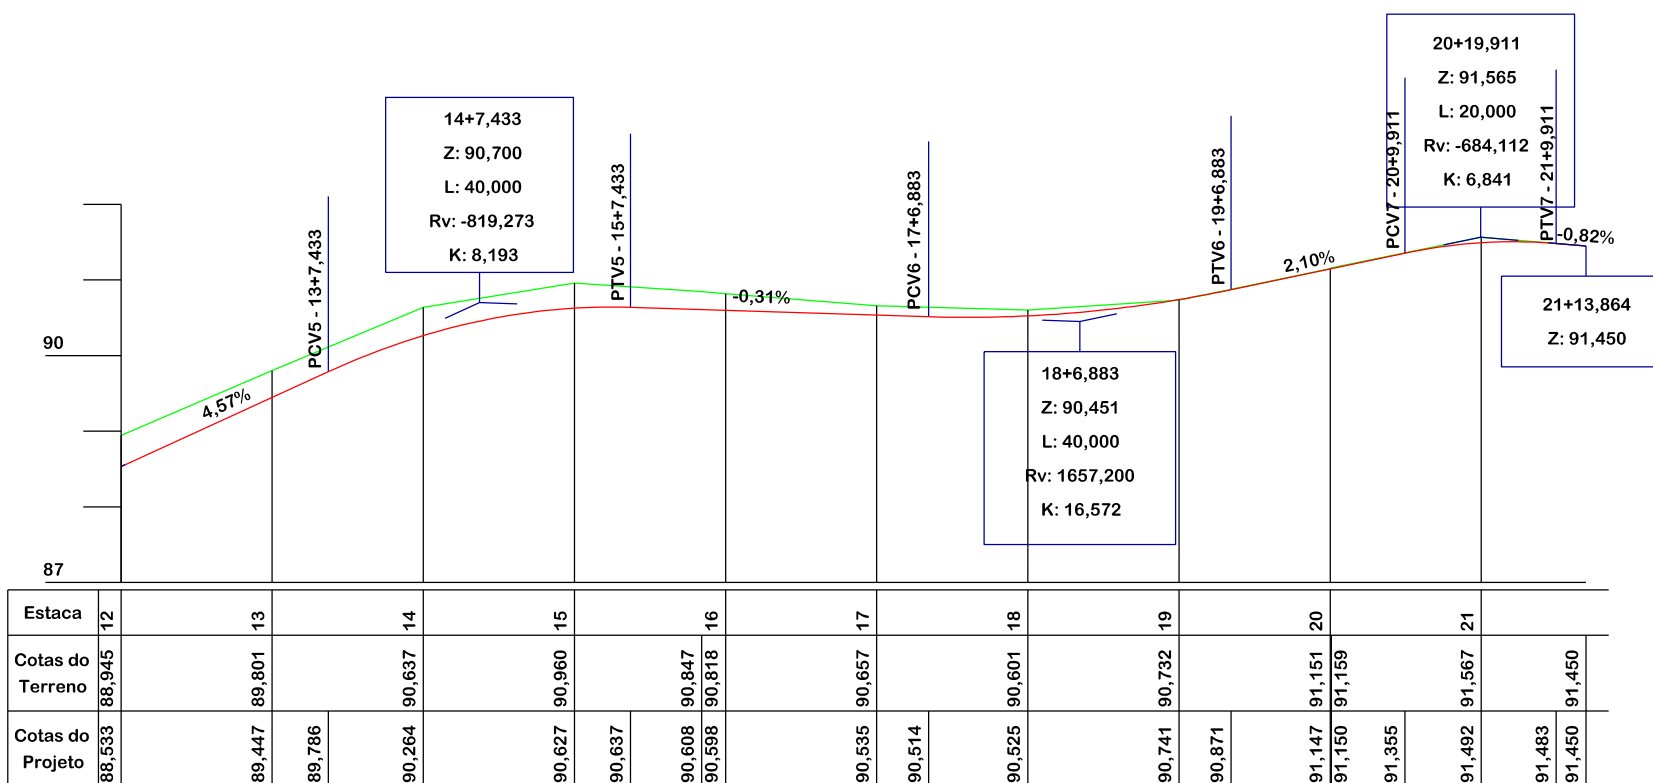 20+19,911
Z: 91,565
L: 20,000
Rv: -684,112
K: 6,841
14+7,433
Z: 90,700
L: 40,000
Rv: -819,273
K: 8,193
PCV5 - 13+7,433
PTV5 - 15+7,433
PCV6 - 17+6,883
PTV6 - 19+6,883
PCV7 - 20+9,911
PTV7 - 21+9,911
4,57%
-0,31%
2,10%
-0,82%
21+13,864
Z: 91,450
18+6,883
Z: 90,451
L: 40,000
Rv: 1657,200
K: 16,572
90
87
Estaca 12 13 14 15 16 17 18 19 20 21
Cotas do
Terreno 88,945 89,801 90,637 90,960 90,847 90,818 90,657 90,601 90,732 91,151 91,159 91,567 91,450
Cotas do
Projeto 88,533 89,447 89,786 90,264 90,627 90,637 90,608 90,598 90,535 90,514 90,525 90,741 90,871 91,147 91,150 91,355 91,492 91,483 91,450